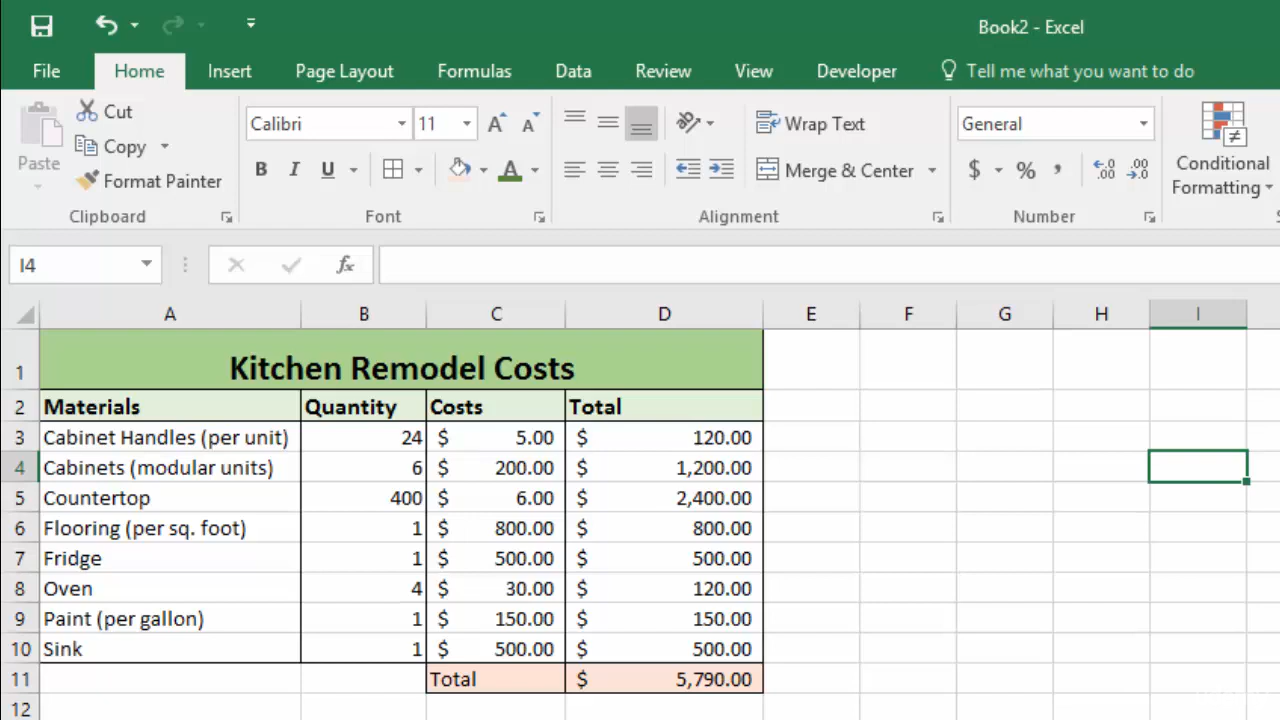 Book2 - Excel
File Home Insert Page Layout Formulas Data Review View Developer Tell me what you want to do
Cut
Copy
Paste
Format Painter
Clipboard
Calibri 11 A A
B I U A
Font
Wrap Text
Merge & Center
Alignment
General
$ % ,
Number
Conditional
Formatting
I4
fx
A B C D E F G H I
1 Kitchen Remodel Costs
2 Materials Quantity Costs Total
3 Cabinet Handles (per unit) 24 $ 5.00 $ 120.00
4 Cabinets (modular units) 6 $ 200.00 $ 1,200.00
5 Countertop 400 $ 6.00 $ 2,400.00
6 Flooring (per sq. foot) 1 $ 800.00 $ 800.00
7 Fridge 1 $ 500.00 $ 500.00
8 Oven 4 $ 30.00 $ 120.00
9 Paint (per gallon) 1 $ 150.00 $ 150.00
10 Sink 1 $ 500.00 $ 500.00
11 Total $ 5,790.00
12